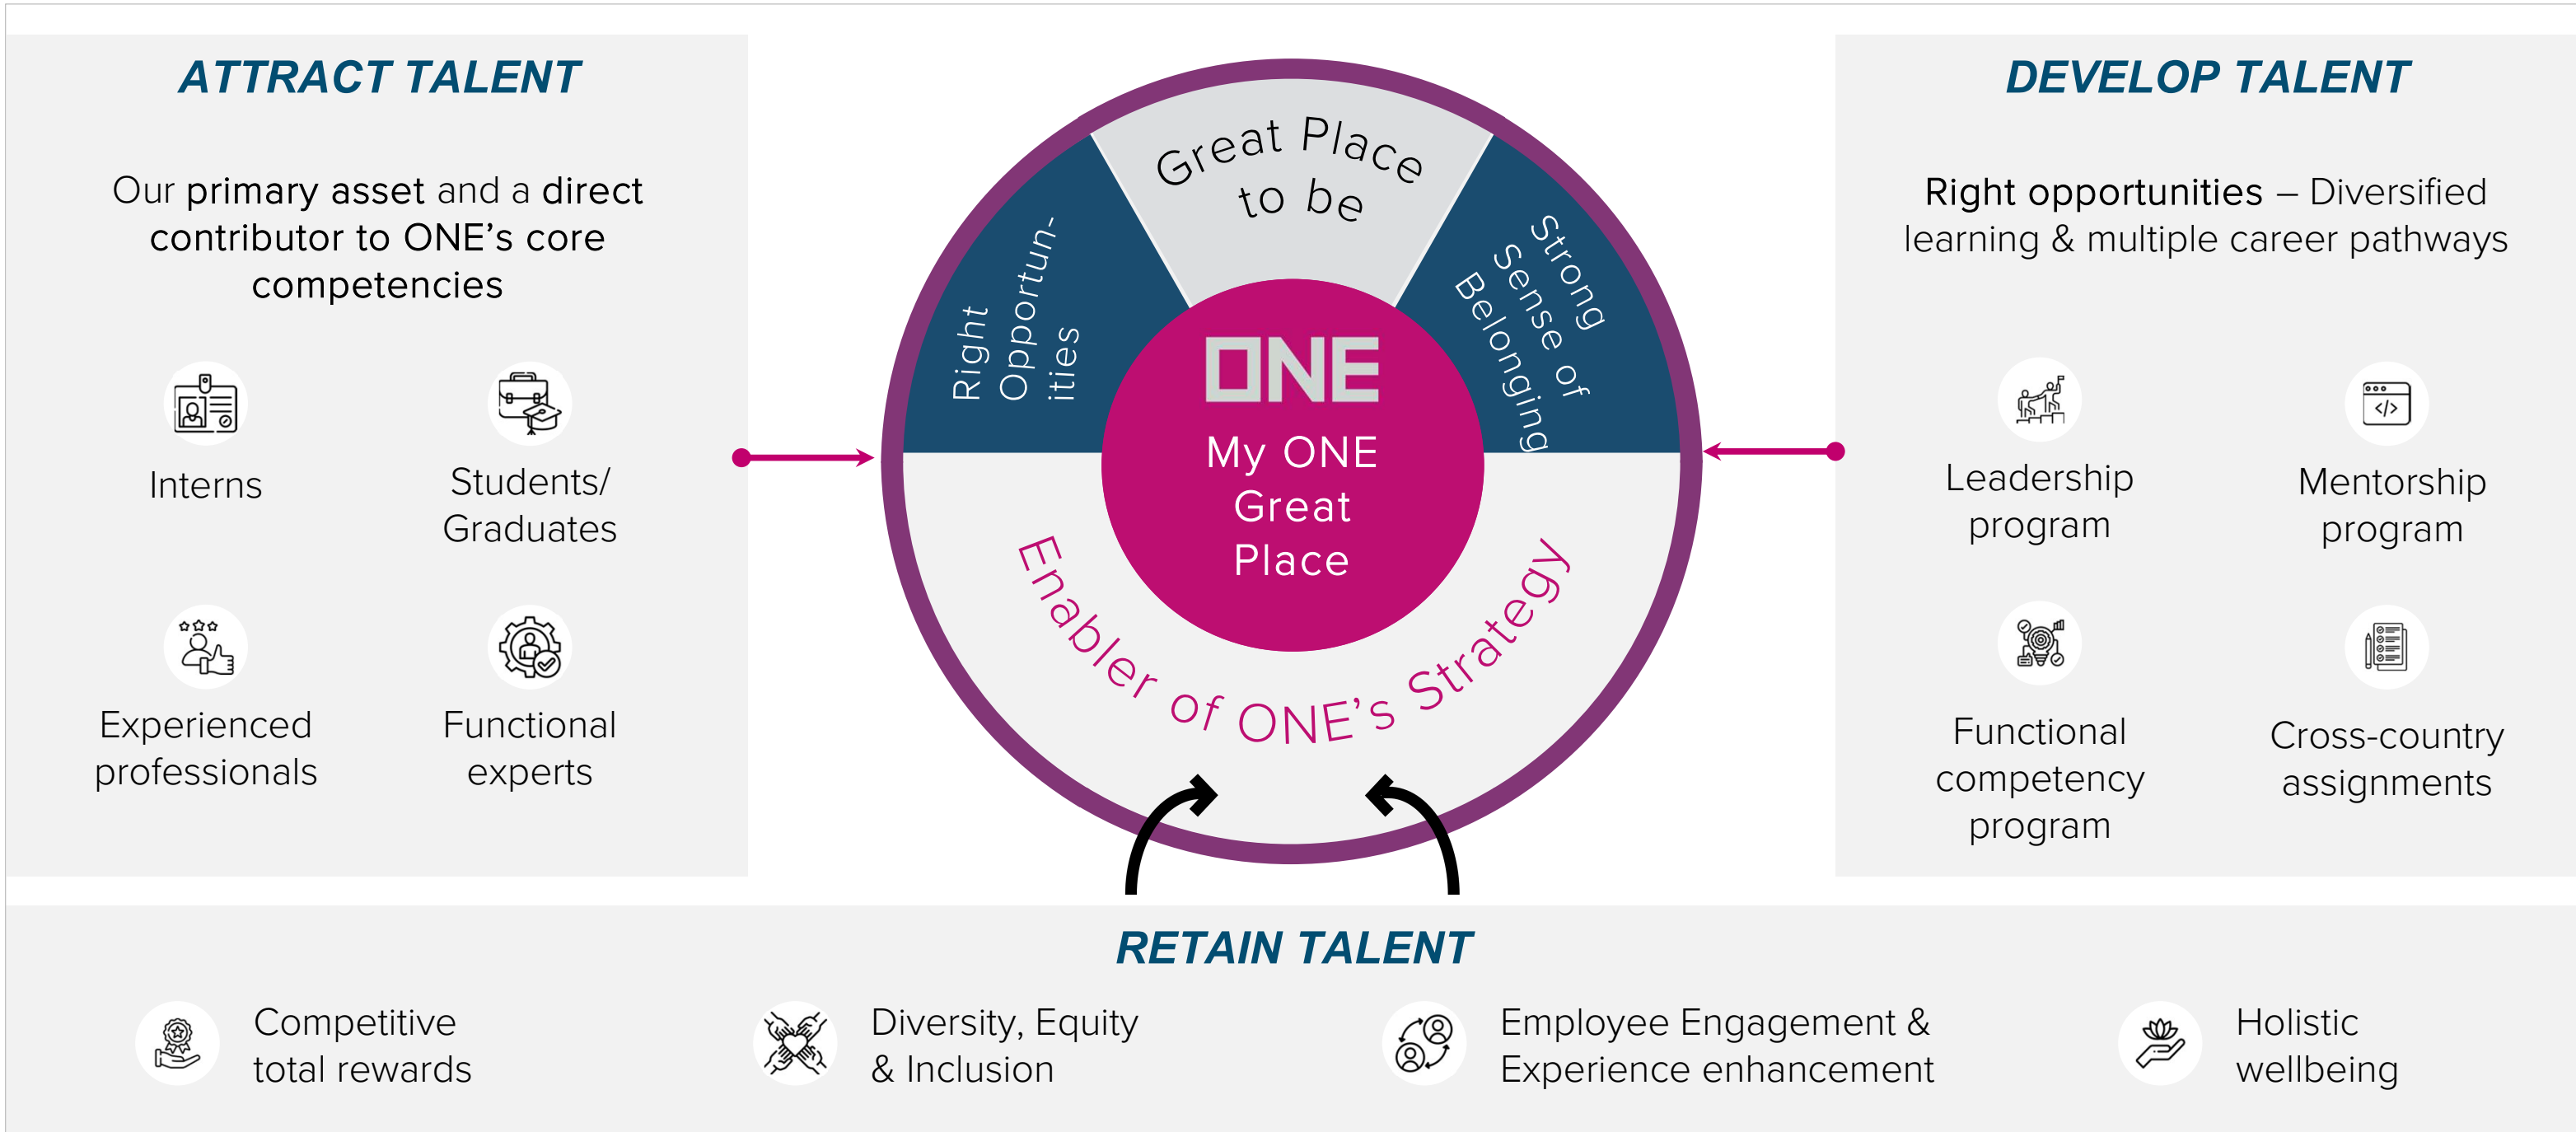 ATTRACT TALENT
Our primary asset and a direct
contributor to ONE’s core
competencies
Interns
Students/
Graduates
Experienced
professionals
Functional
experts
Great Place
to be
Right
Opportun-
ities
Strong
Sense of
Belonging
ONE
My ONE
Great
Place
Enabler of ONE’s Strategy
DEVELOP TALENT
Right opportunities – Diversified
learning & multiple career pathways
Leadership
program
Mentorship
program
Functional
competency
program
Cross-country
assignments
RETAIN TALENT
Competitive
total rewards
Diversity, Equity
& Inclusion
Employee Engagement &
Experience enhancement
Holistic
wellbeing